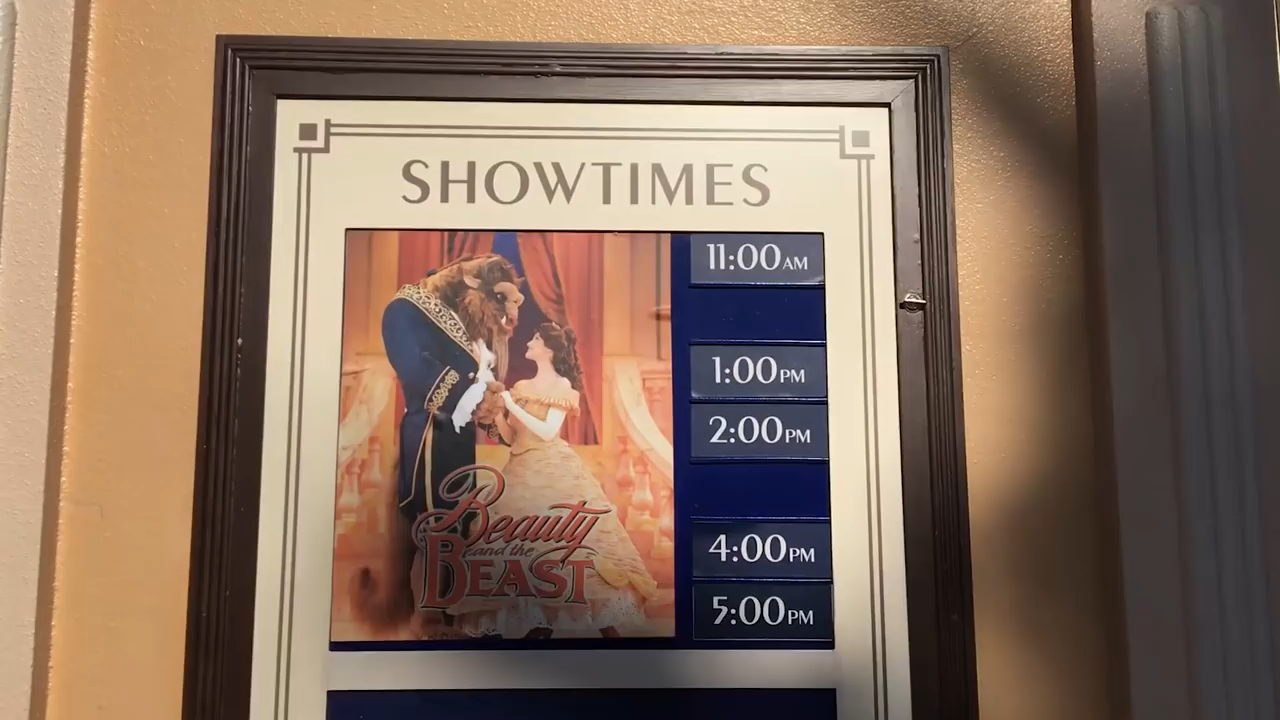 SHOWTIMES
11:00AM
1:00PM
2:00PM
4:00PM
5:00PM
Beauty
and the
BEAST